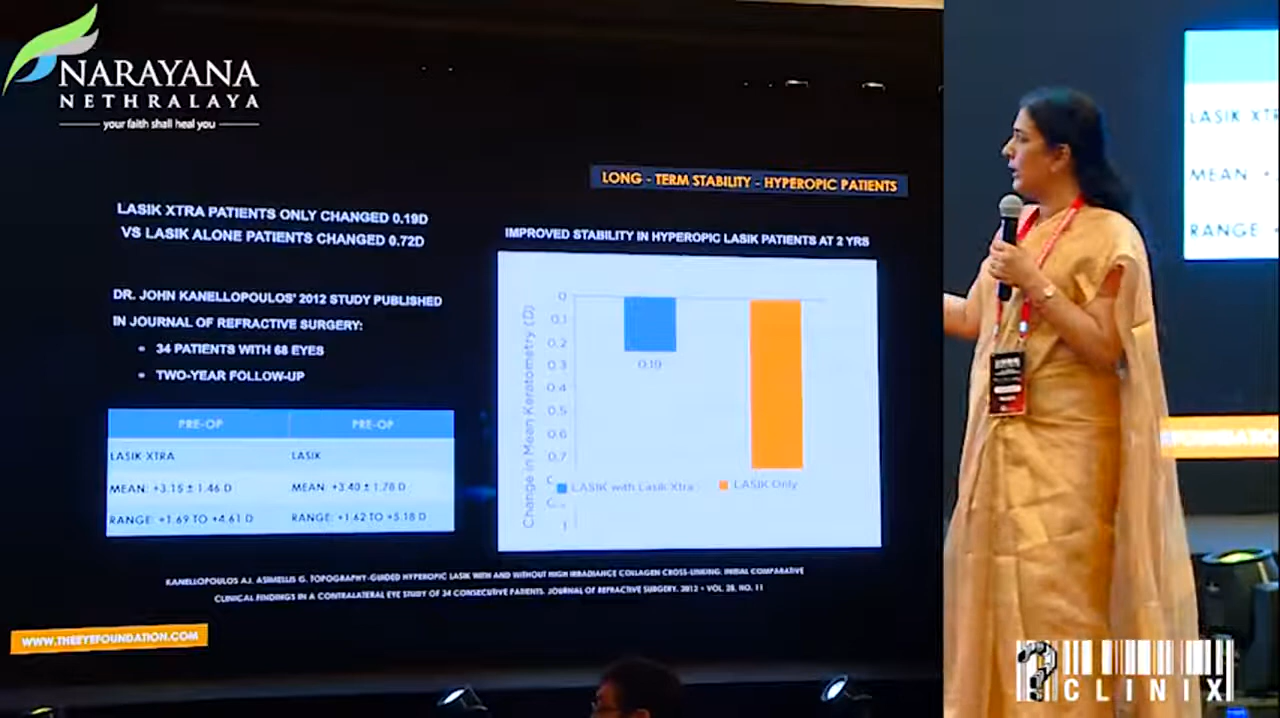 NARAYANA
NETHRALAYA
your faith shall heal you
LONG - TERM STABILITY - HYPEROPIC PATIENTS
LASIK XTRA PATIENTS ONLY CHANGED 0.19D
VS LASIK ALONE PATIENTS CHANGED 0.72D
DR. JOHN KANELLOPOULOS' 2012 STUDY PUBLISHED
IN JOURNAL OF REFRACTIVE SURGERY:
• 34 PATIENTS WITH 68 EYES
• TWO-YEAR FOLLOW-UP
PRE-OP PRE-OP
LASIK XTRA LASIK
MEAN: +3.15 ± 1.46 D MEAN: +3.40 ± 1.78 D
RANGE: +1.69 TO +4.61 D RANGE: +1.62 TO +5.18 D
IMPROVED STABILITY IN HYPEROPIC LASIK PATIENTS AT 2 YRS
Change in Mean Keratometry (D)
0
0.1
0.2
0.3
0.4
0.5
0.6
0.7
1
0.19
LASIK with Lasik Xtra
LASIK Only
KANELLOPOULOS AJ, ASIMELLIS G. TOPOGRAPHY-GUIDED HYPEROPIC LASIK WITH AND WITHOUT HIGH IRRADIANCE COLLAGEN CROSS-LINKING: INITIAL COMPARATIVE
CLINICAL FINDINGS IN A CONTRALATERAL EYE STUDY OF 34 CONSECUTIVE PATIENTS. JOURNAL OF REFRACTIVE SURGERY. 2012 • VOL. 28, NO. 11
WWW.THEEYEFOUNDATION.COM
LASIK XTR
MEAN: +
RANGE
FOUNDATIO
? CLINIX